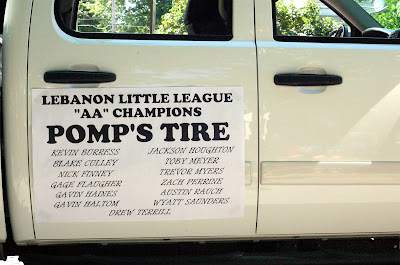 LEBANON LITTLE LEAGUE
"AA" CHAMPIONS
POMP'S TIRE
KEVIN BURRESS JACKSON HOUGHTON
BLAKE CULLEY TOBY MEYER
NICK FINNEY TREVOR MYERS
GAGE FLAUGHER ZACH PERRINE
GAVIN HAINES AUSTIN RAUCH
GAVIN HALTOM WYATT SAUNDERS
DREW TERRILL